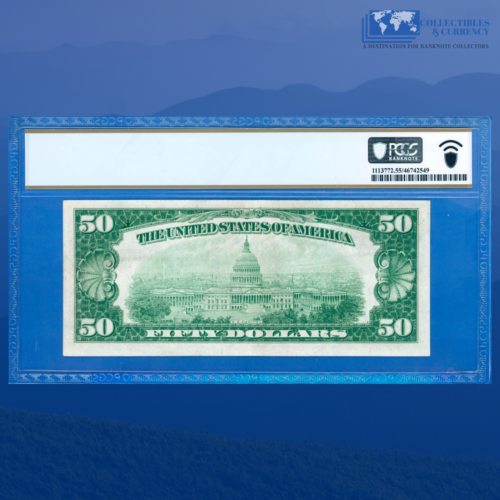 COLLECTIBLES
& CURRENCY
A DESTINATION FOR BANKNOTE COLLECTORS
PCGS
BANKNOTE
1113772.55/46742549
50 50
THE UNITED STATES OF AMERICA
50 50
FIFTY DOLLARS